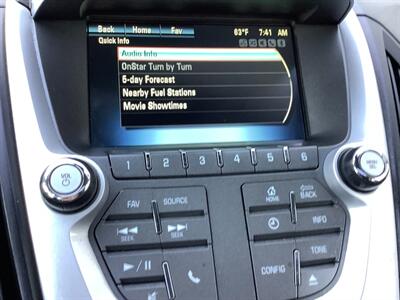 Back Home Fav 63°F 7:41 AM
Quick Info
Audio Info
OnStar Turn by Turn
5-day Forecast
Nearby Fuel Stations
Movie Showtimes
1 2 3 4 5 6
VOL
MENU SEL
FAV SOURCE
HOME BACK
SEEK SEEK
INFO
TONE
CONFIG